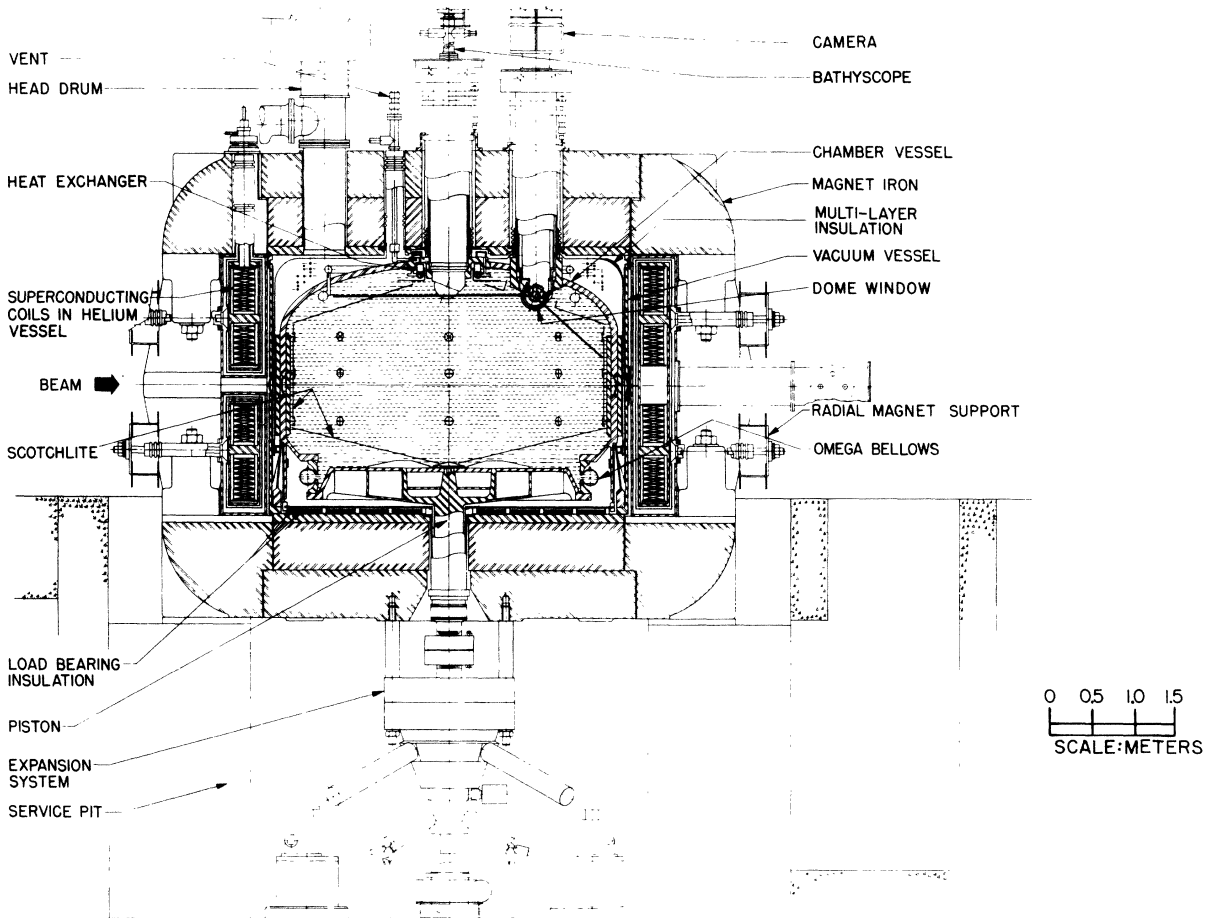 VENT
HEAD DRUM
HEAT EXCHANGER
SUPERCONDUCTING
COILS IN HELIUM
VESSEL
BEAM
SCOTCHLITE
LOAD BEARING
INSULATION
PISTON
EXPANSION
SYSTEM
SERVICE PIT
CAMERA
BATHYSCOPE
CHAMBER VESSEL
MAGNET IRON
MULTI-LAYER
INSULATION
VACUUM VESSEL
DOME WINDOW
RADIAL MAGNET SUPPORT
OMEGA BELLOWS
0 0.5 1.0 1.5
SCALE:METERS